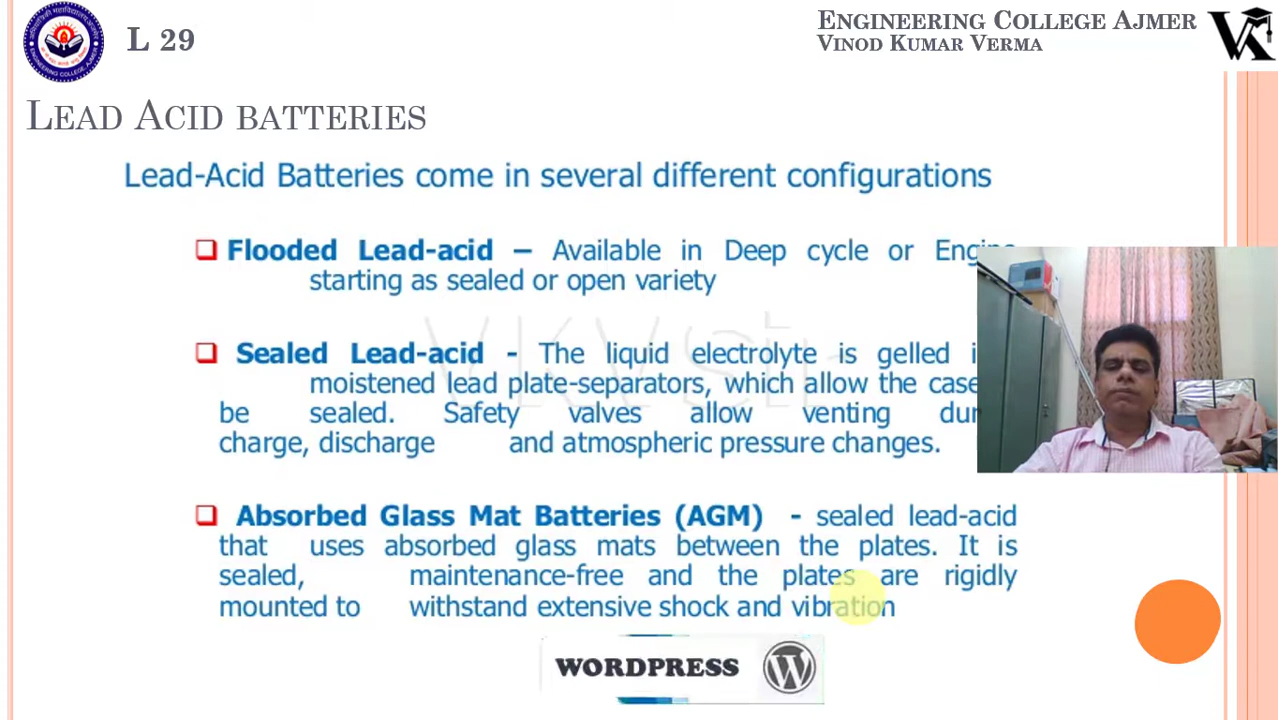 L 29
ENGINEERING COLLEGE AJMER
VINOD KUMAR VERMA
LEAD ACID BATTERIES
Lead-Acid Batteries come in several different configurations
Flooded Lead-acid – Available in Deep cycle or
starting as sealed or open variety
Sealed Lead-acid - The liquid electrolyte is gelled
moistened lead plate-separators, which allow the case
be sealed. Safety valves allow venting
charge, discharge and atmospheric pressure changes.
Absorbed Glass Mat Batteries (AGM) - sealed lead-acid
that uses absorbed glass mats between the plates. It is
sealed, maintenance-free and the plates are rigidly
mounted to withstand extensive shock and vibration
VKVsir
WORDPRESS